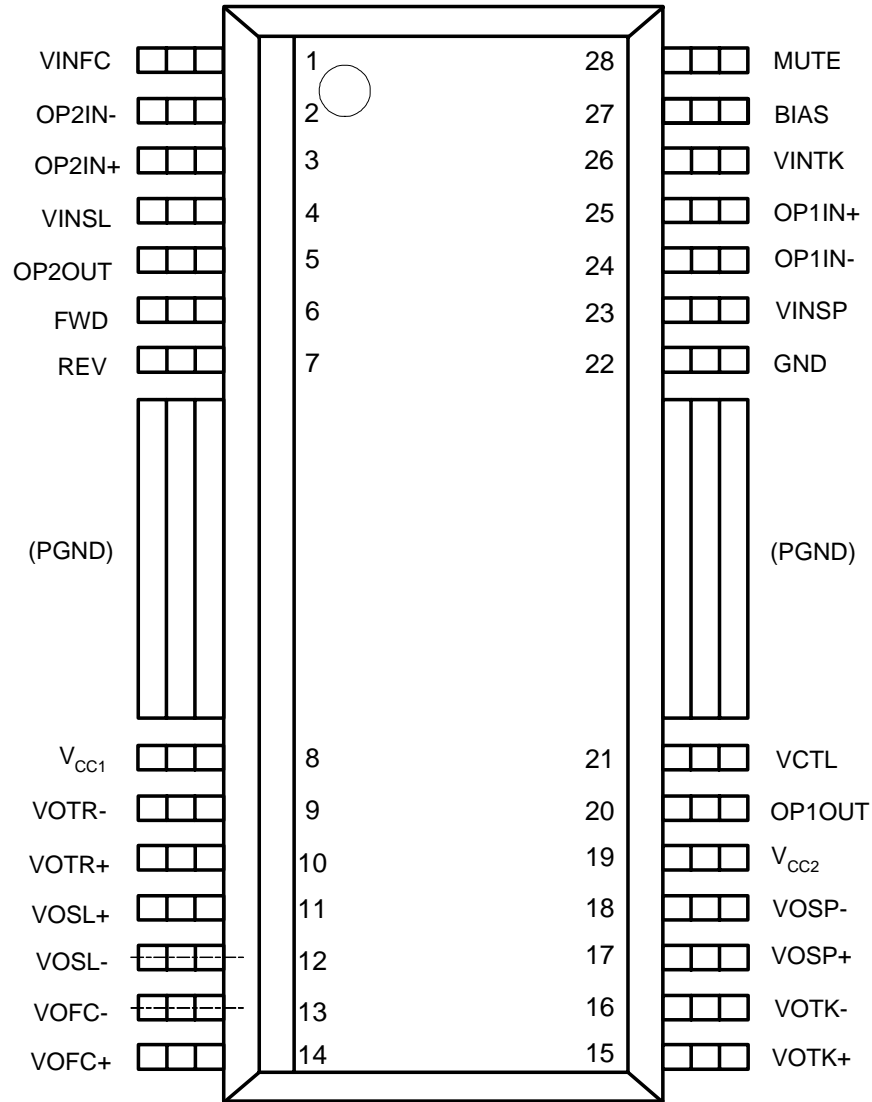 VINFC 1 28 MUTE
OP2IN- 2 27 BIAS
OP2IN+ 3 26 VINTK
VINSL 4 25 OP1IN+
OP2OUT 5 24 OP1IN-
FWD 6 23 VINSP
REV 7 22 GND
(PGND) (PGND)
VCC1 8 21 VCTL
VOTR- 9 20 OP1OUT
VOTR+ 10 19 VCC2
VOSL+ 11 18 VOSP-
VOSL- 12 17 VOSP+
VOFC- 13 16 VOTK-
VOFC+ 14 15 VOTK+